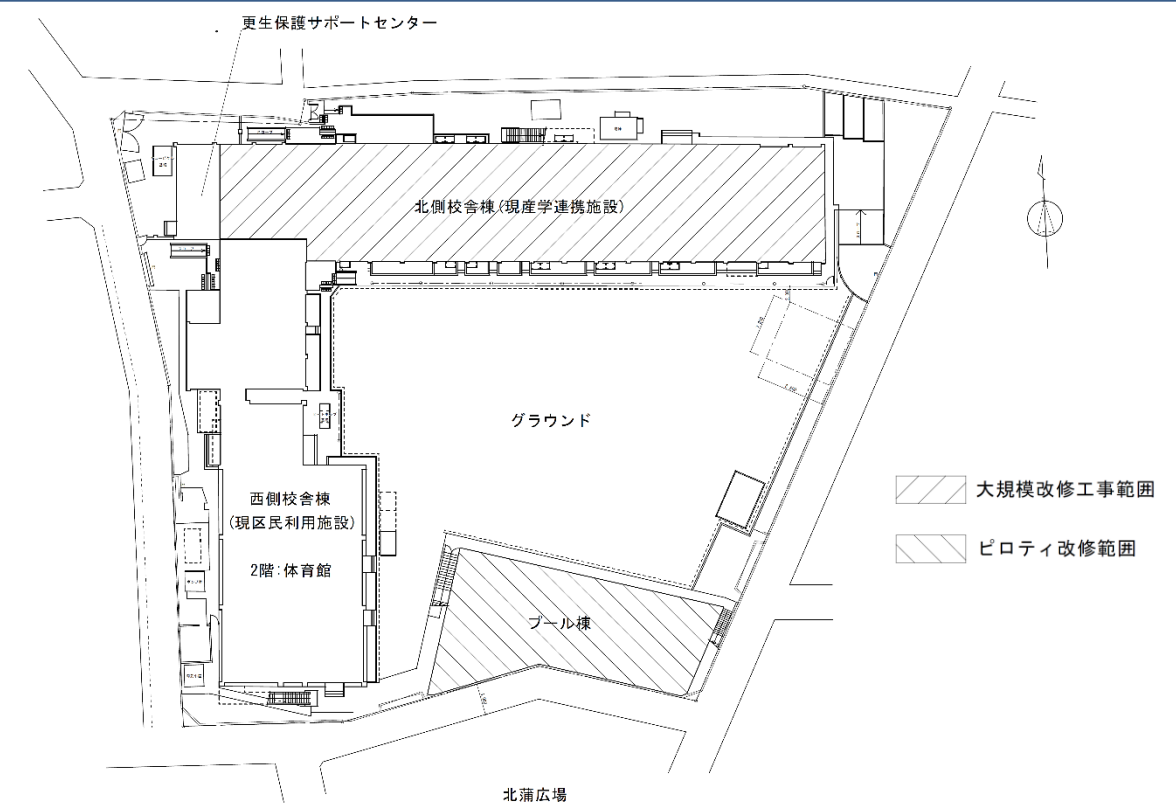 更生保護サポートセンター
北側校舎棟(現産学連携施設)
グラウンド
西側校舎棟
(現区民利用施設)
2階:体育館
大規模改修工事範囲
ピロティ改修範囲
プール棟
北蒲広場